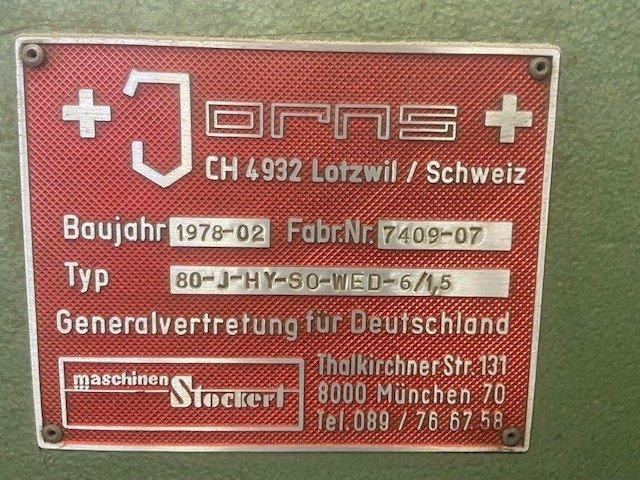 Jorns
CH 4932 Lotzwil / Schweiz
Baujahr 1978-02 Fabr.Nr. 7409-07
Typ 80-J-HY-SO-WED-6/1,5
Generalvertretung für Deutschland
maschinen Stockert
Thalkirchner Str. 131
8000 München 70
Tel. 089 / 76 67 58